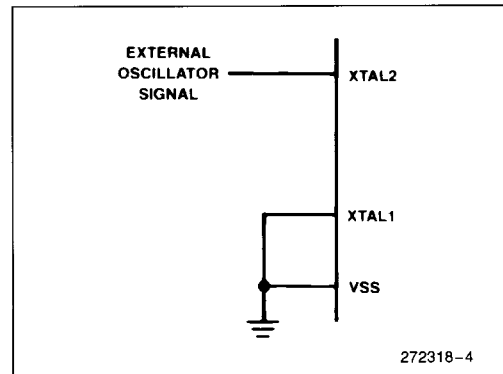 EXTERNAL
OSCILLATOR
SIGNAL
XTAL2
XTAL1
VSS
272318-4